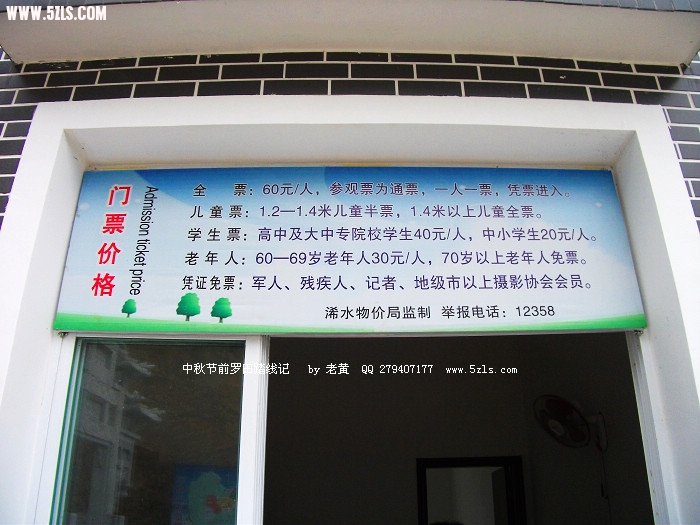 WWW.5ZLS.COM
门票价格
Admission ticket price
全 票：60元/人，参观票为通票，一人一票，凭票进入。
儿童票：1.2—1.4米儿童半票，1.4米以上儿童全票。
学生票：高中及大中专院校学生40元/人，中小学生20元/人。
老年人：60—69岁老年人30元/人，70岁以上老年人免票。
凭证免票：军人、残疾人、记者、地级市以上摄影协会会员。
浠水物价局监制 举报电话：12358
中秋节前罗田踏线记 by 老黄 QQ 279407177 www.5zls.com